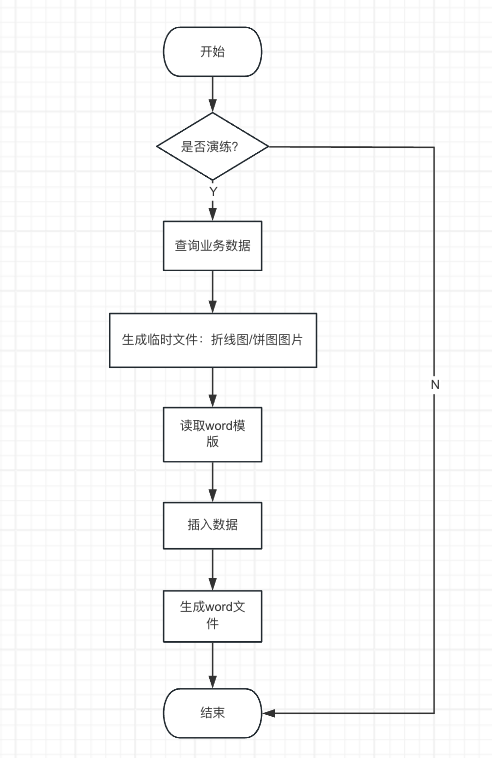 开始
是否演练?
Y
查询业务数据
生成临时文件：折线图/饼图图片
N
读取word模
版
插入数据
生成word文
件
结束